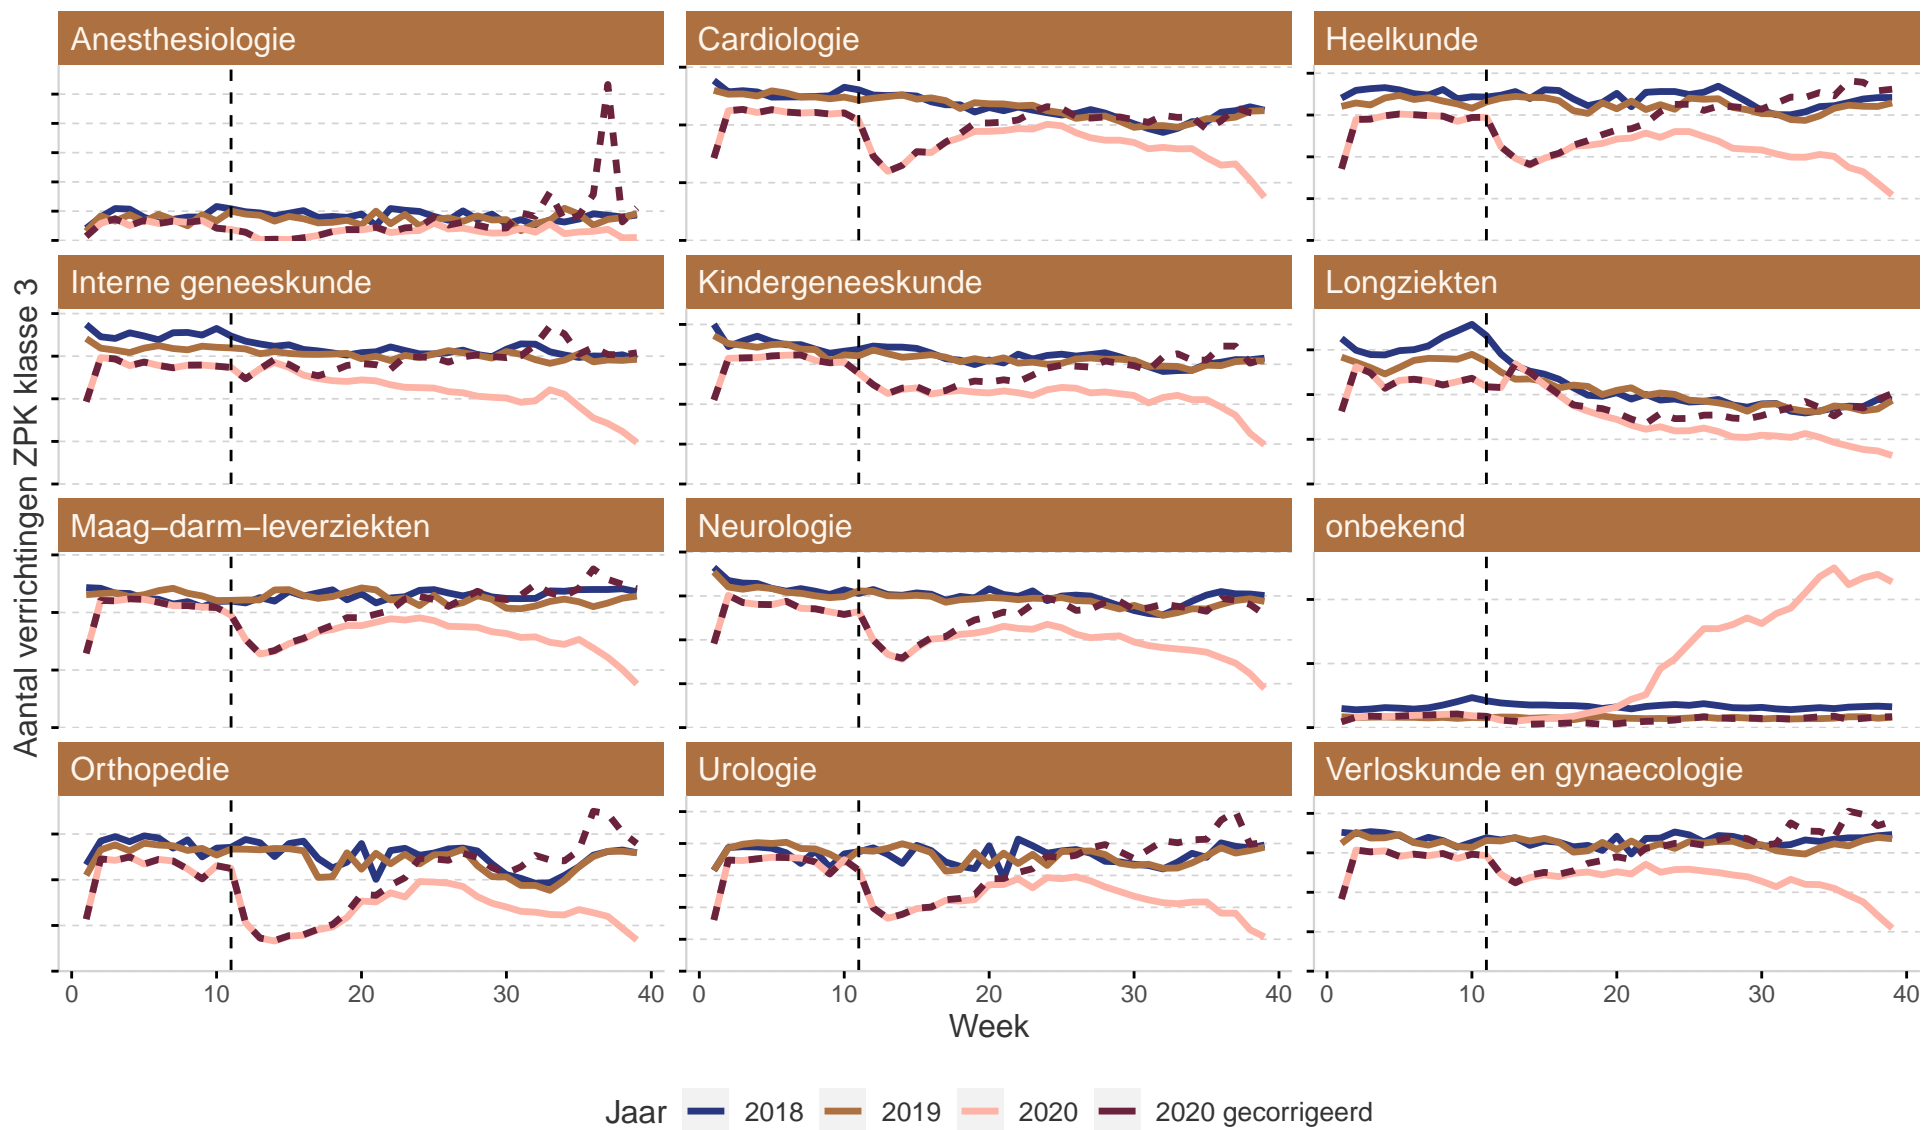 Anesthesiologie
Cardiologie
Heelkunde
Interne geneeskunde
Kindergeneeskunde
Longziekten
Maag−darm−leverziekten
Neurologie
onbekend
Orthopedie
Urologie
Verloskunde en gynaecologie
Aantal verrichtingen ZPK klasse 3
0 10 20 30 40
0 10 20 30 40
0 10 20 30 40
Week
Jaar 2018 2019 2020 2020 gecorrigeerd